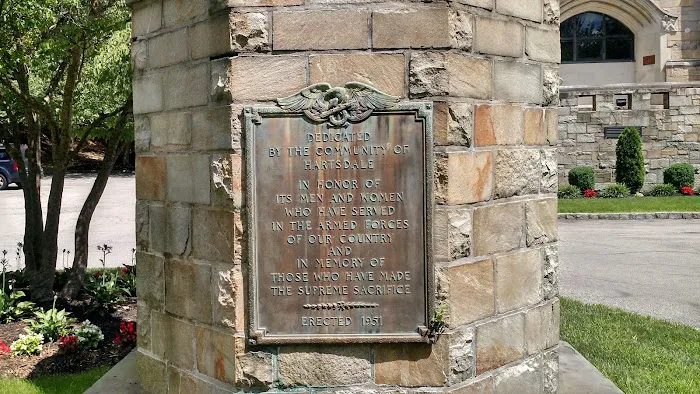 DEDICATED
BY THE COMMUNITY OF
HARTSDALE
IN HONOR OF
ITS MEN AND WOMEN
WHO HAVE SERVED
IN THE ARMED FORCES
OF OUR COUNTRY
AND
IN MEMORY OF
THOSE WHO HAVE MADE
THE SUPREME SACRIFICE
ERECTED 1951